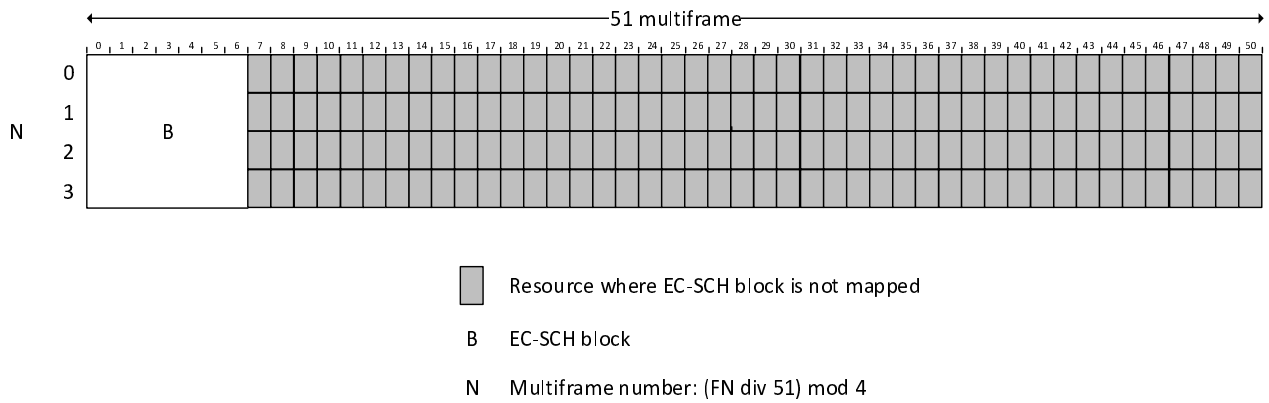 51 multiframe
0 1 2 3 4 5 6 7 8 9 10 11 12 13 14 15 16 17 18 19 20 21 22 23 24 25 26 27 28 29 30 31 32 33 34 35 36 37 38 39 40 41 42 43 44 45 46 47 48 49 50
0
1
N B
2
3
Resource where EC-SCH block is not mapped
B EC-SCH block
N Multiframe number: (FN div 51) mod 4